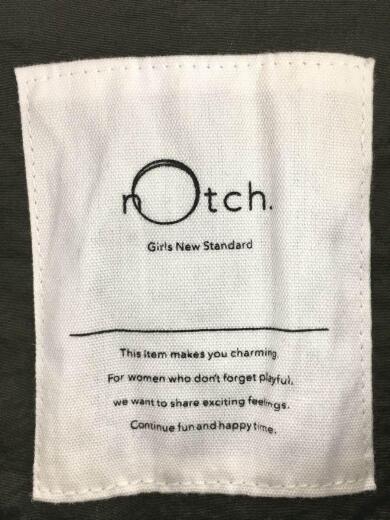 nOtch.
Girls New Standard
This item makes you charming.
For women who don't forget playful,
we want to share exciting feelings.
Continue fun and happy time.